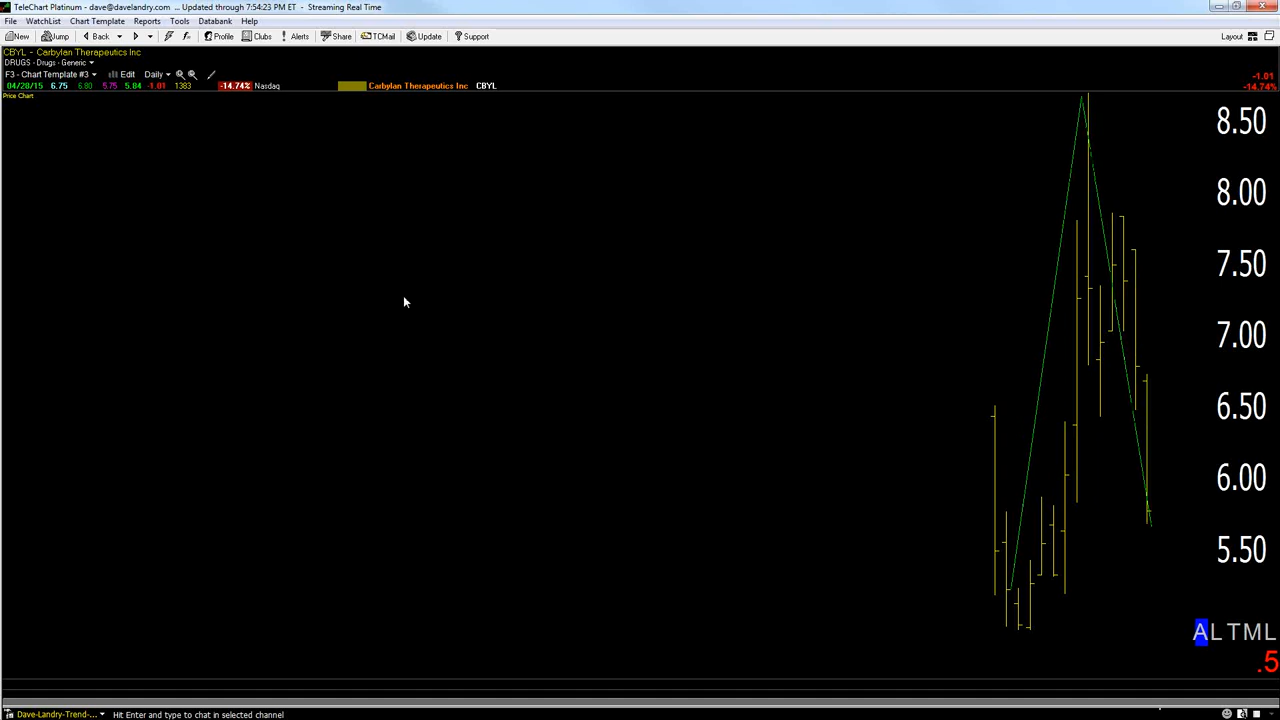 TeleChart Platinum - dave@davelandry.com ... Updated through 7:54:23 PM ET - Streaming Real Time
File WatchList Chart Template Reports Tools Databank Help
New Jump Back Profile Clubs Alerts Share TCMail Update Support Layout
CBYL - Carbylan Therapeutics Inc
DRUGS - Drugs - Generic
F3 - Chart Template #3 Edit Daily
-1.01
04/28/15 6.75 6.80 5.75 5.84 -1.01 1383 -14.74% Nasdaq Carbylan Therapeutics Inc CBYL -14.74%
Price Chart
8.50
8.00
7.50
7.00
6.50
6.00
5.50
ALTML
.5
Dave-Landry-Trend-... Hit Enter and type to chat in selected channel